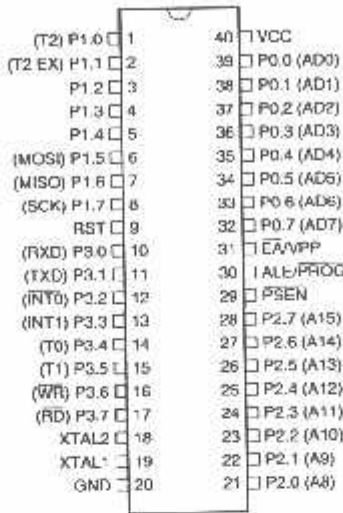 (T2) P1.0 1 40 VCC
(T2 EX) P1.1 2 39 P0.0 (AD0)
P1.2 3 38 P0.1 (AD1)
P1.3 4 37 P0.2 (AD2)
P1.4 5 36 P0.3 (AD3)
(MOSI) P1.5 6 35 P0.4 (AD4)
(MISO) P1.6 7 34 P0.5 (AD5)
(SCK) P1.7 8 33 P0.6 (AD6)
RST 9 32 P0.7 (AD7)
(RXD) P3.0 10 31 E̅A̅/VPP
(TXD) P3.1 11 30 ALE/P̅R̅O̅G̅
(I̅N̅T̅0̅) P3.2 12 29 P̅S̅E̅N̅
(I̅N̅T̅1̅) P3.3 13 28 P2.7 (A15)
(T0) P3.4 14 27 P2.6 (A14)
(T1) P3.5 15 26 P2.5 (A13)
(W̅R̅) P3.6 16 25 P2.4 (A12)
(R̅D̅) P3.7 17 24 P2.3 (A11)
XTAL2 18 23 P2.2 (A10)
XTAL1 19 22 P2.1 (A9)
GND 20 21 P2.0 (A8)